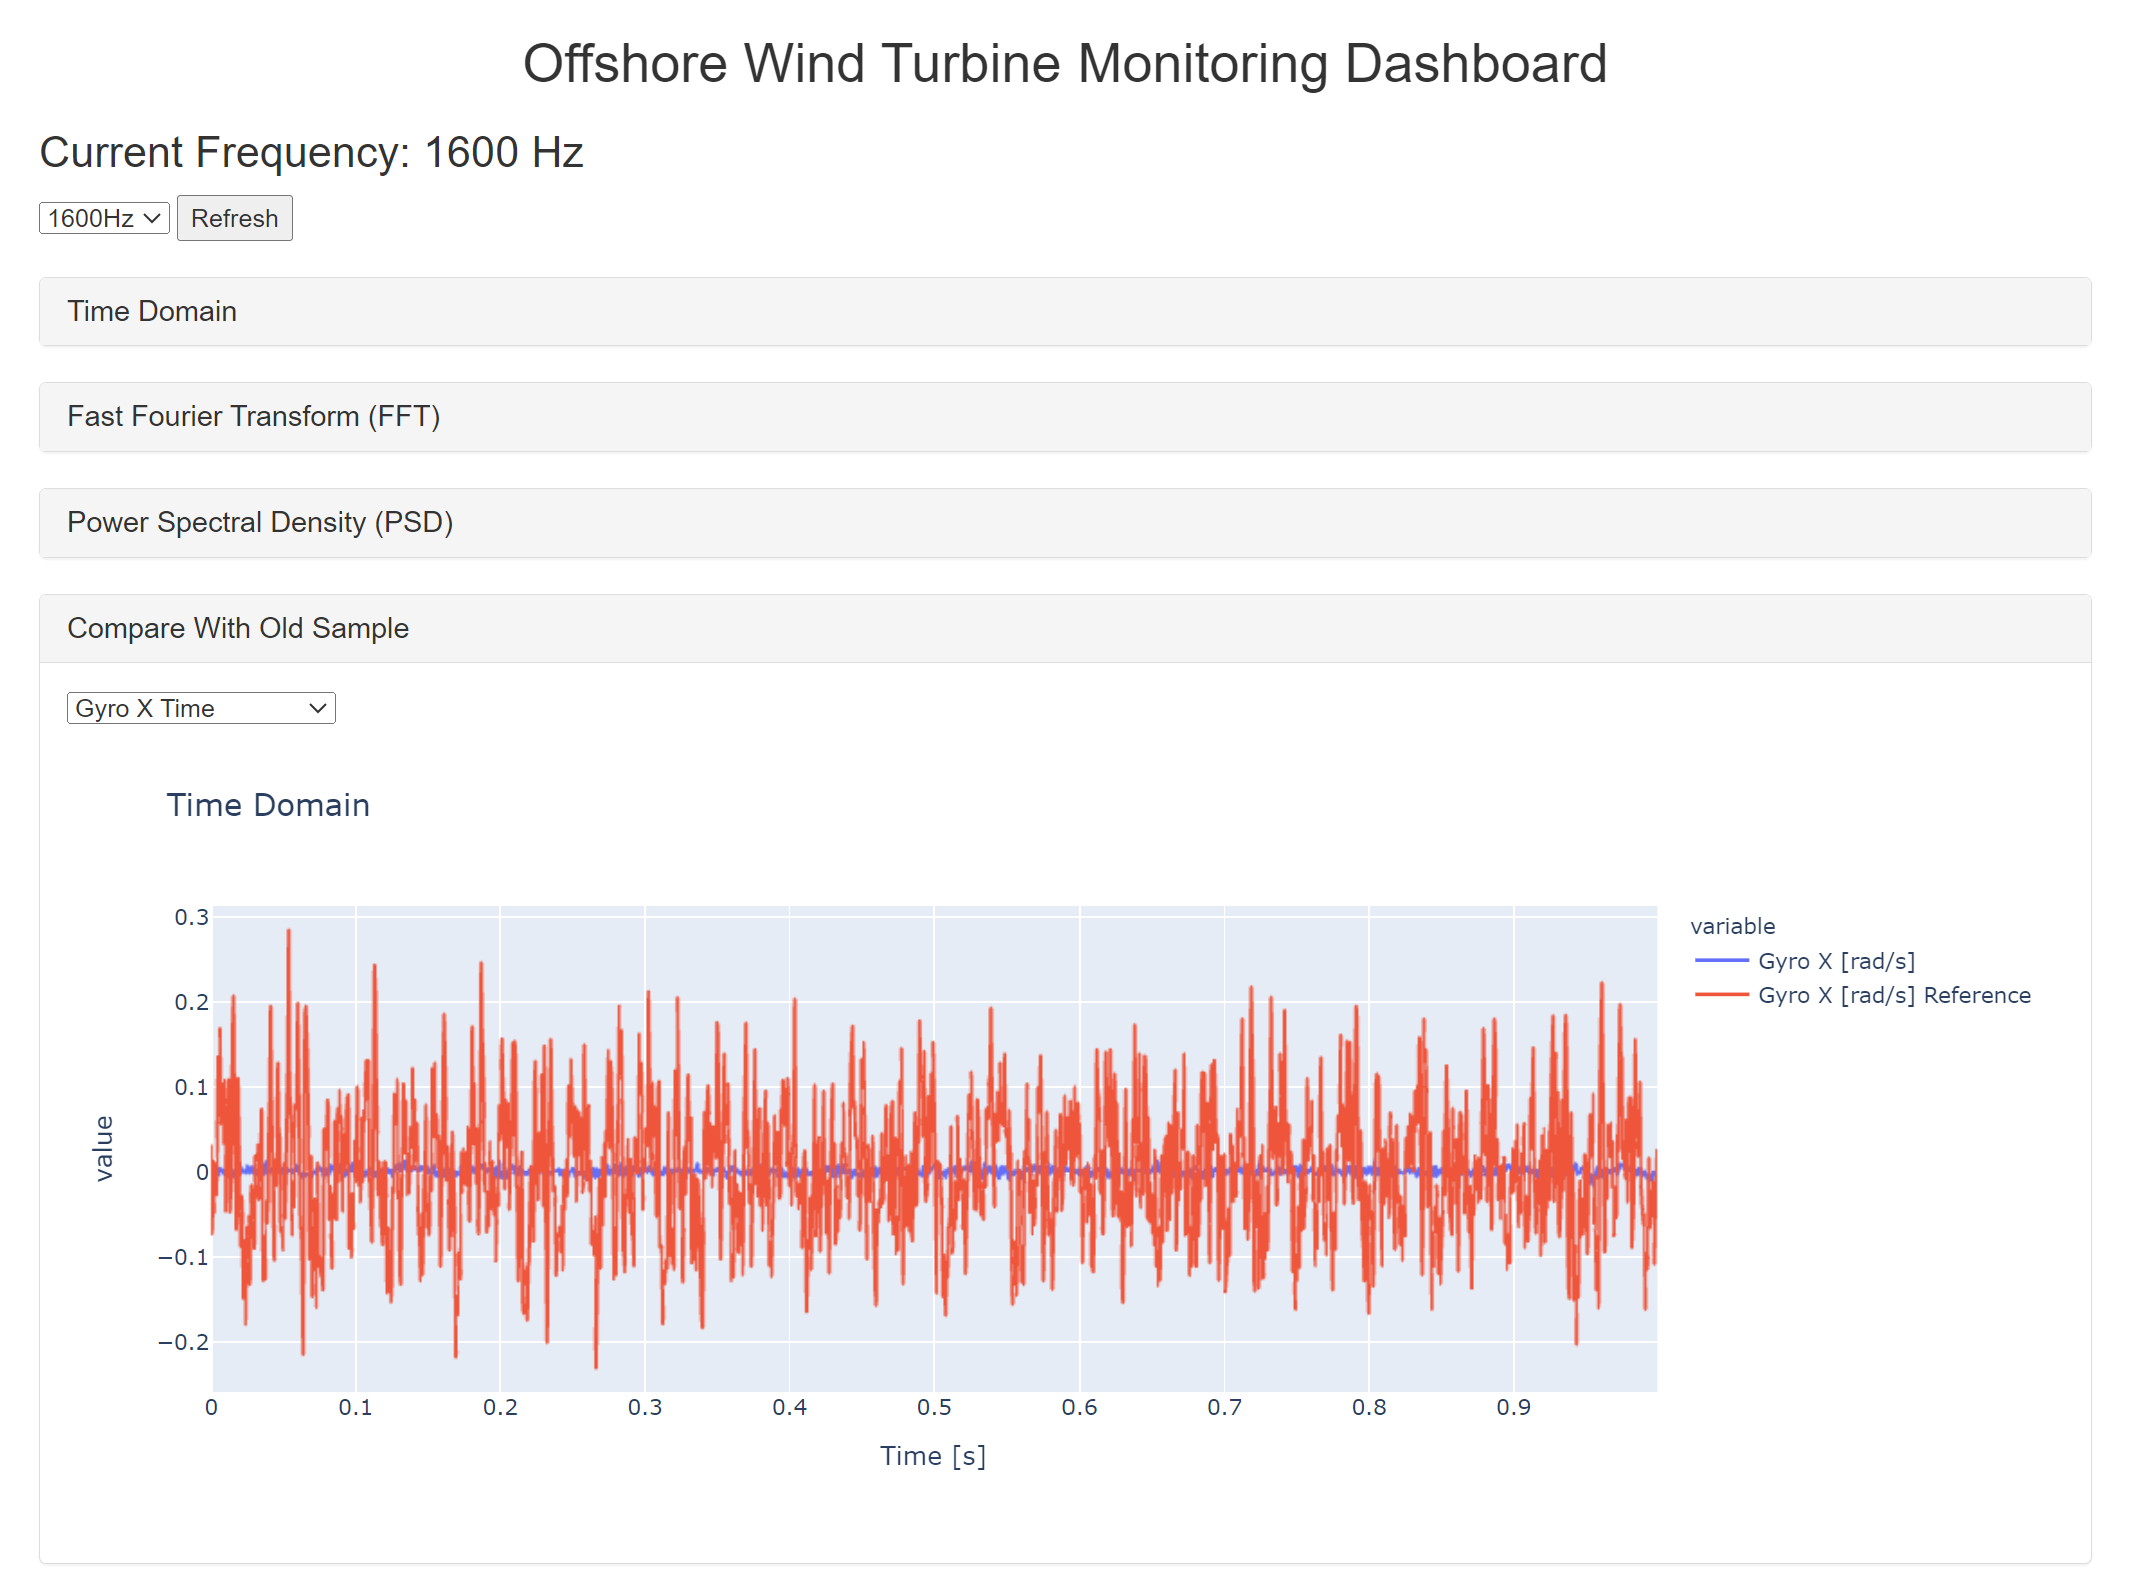 Offshore Wind Turbine Monitoring Dashboard
Current Frequency: 1600 Hz
1600Hz Refresh
Time Domain
Fast Fourier Transform (FFT)
Power Spectral Density (PSD)
Compare With Old Sample
Gyro X Time
Time Domain
variable
Gyro X [rad/s]
Gyro X [rad/s] Reference
value
0.3
0.2
0.1
0
−0.1
−0.2
0 0.1 0.2 0.3 0.4 0.5 0.6 0.7 0.8 0.9
Time [s]